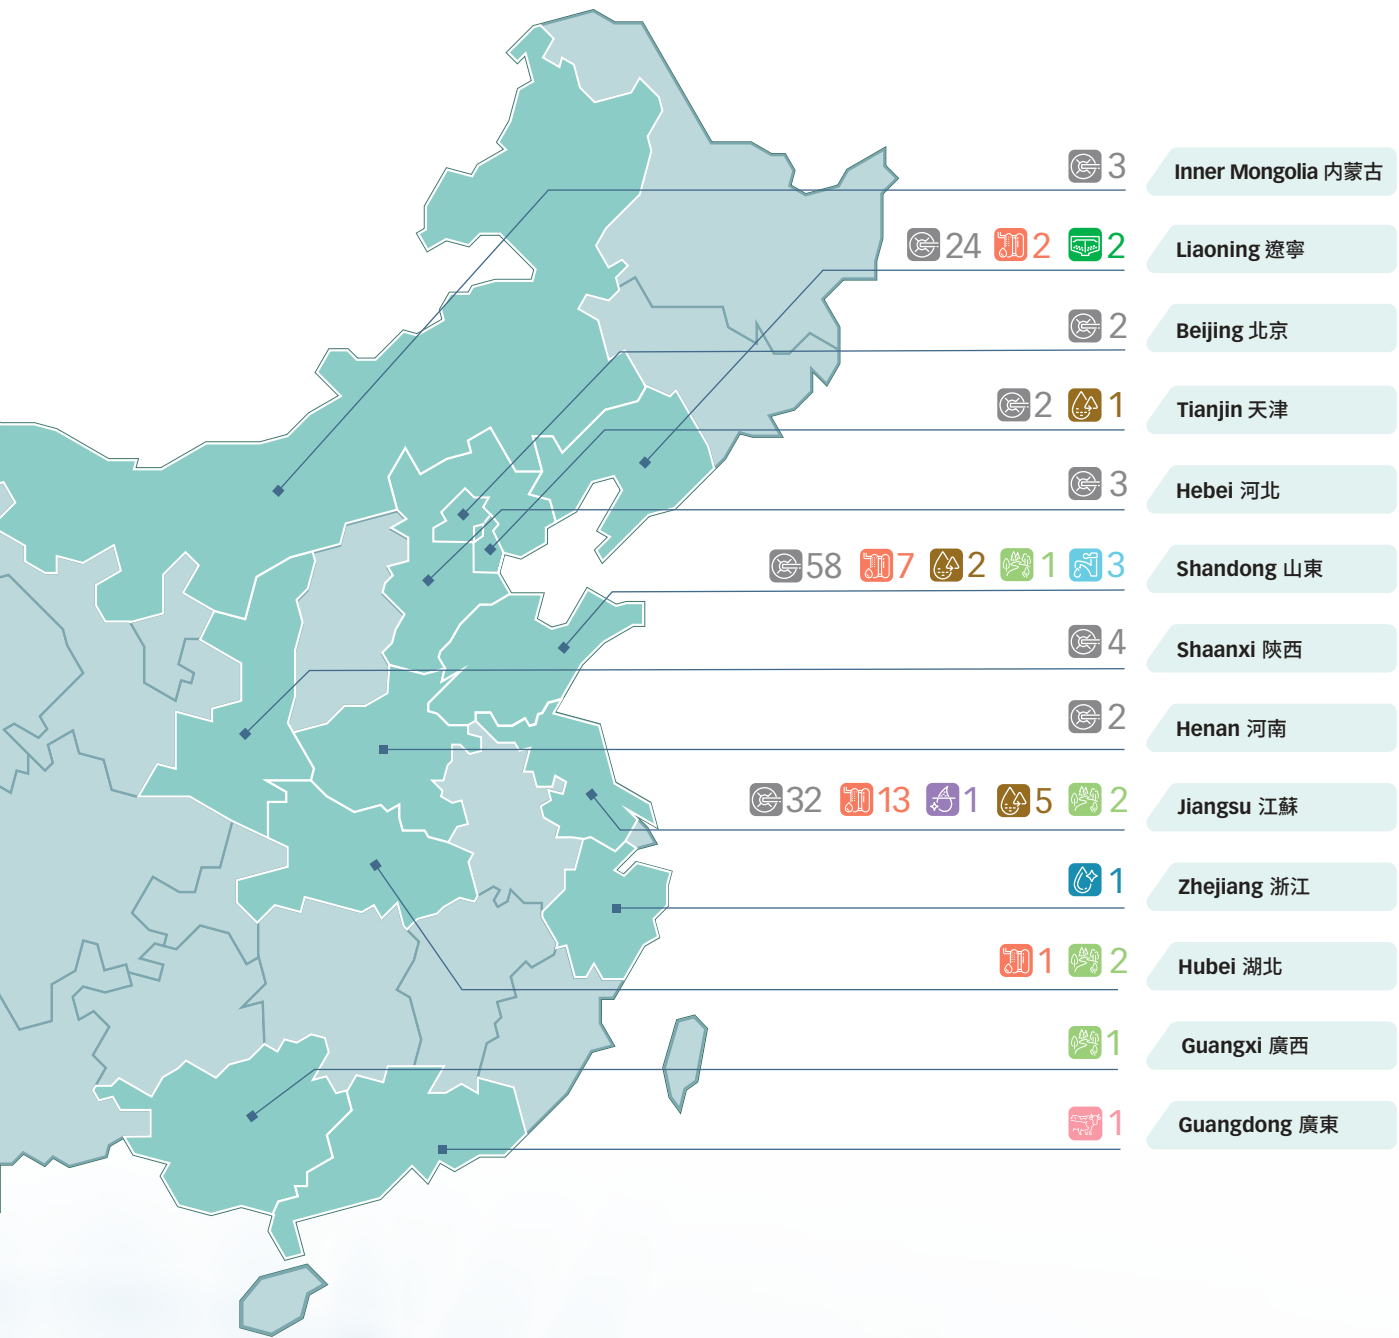 3 Inner Mongolia 内蒙古
24 2 2 Liaoning 遼寧
2 Beijing 北京
2 1 Tianjin 天津
3 Hebei 河北
58 7 2 1 3 Shandong 山東
4 Shaanxi 陝西
2 Henan 河南
32 13 1 5 2 Jiangsu 江蘇
1 Zhejiang 浙江
1 2 Hubei 湖北
1 Guangxi 廣西
1 Guangdong 廣東